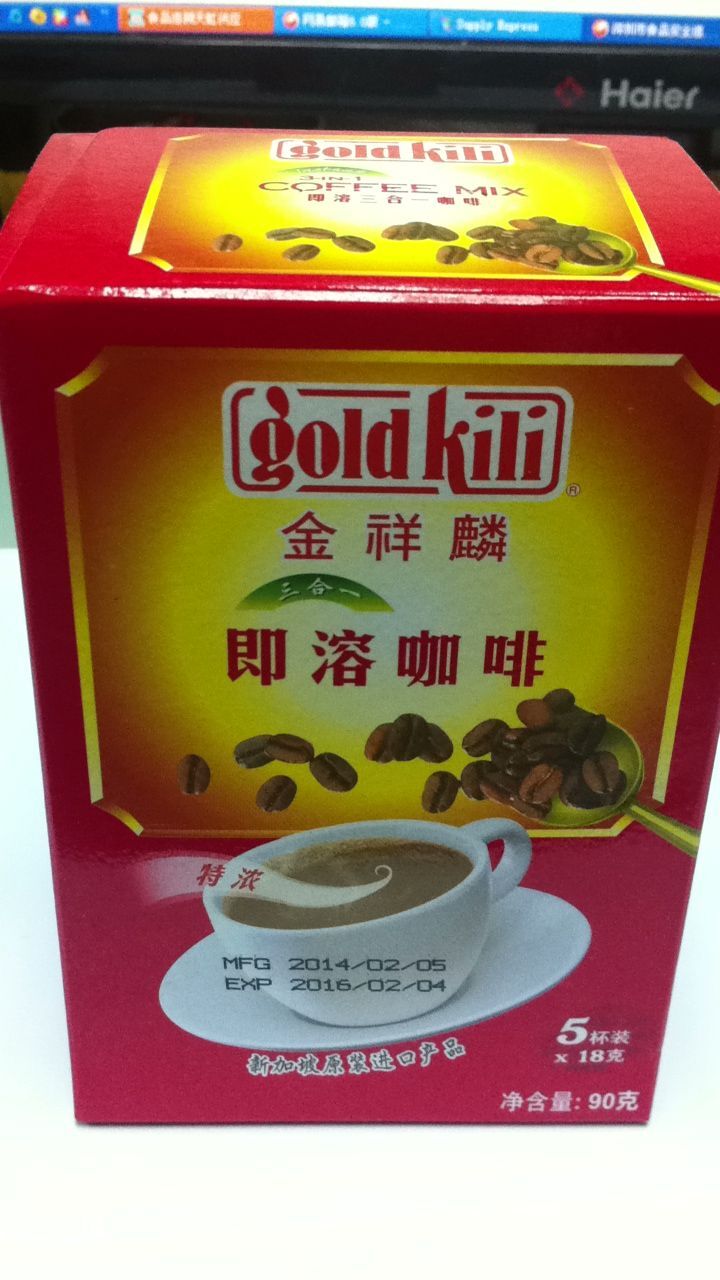 Supply Express
Haier
gold kili
3-IN-1
COFFEE MIX
即溶三合一咖啡
gold kili
®
金祥麟
三合一
即溶咖啡
特浓
MFG 2014/02/05
EXP 2016/02/04
新加坡原装进口产品
5杯装
x 18克
净含量: 90克